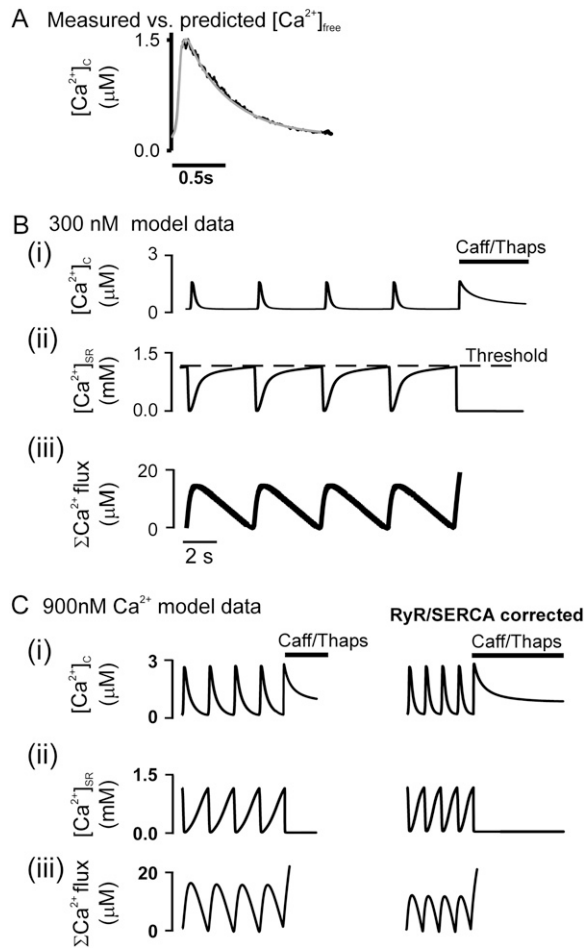 A Measured vs. predicted [Ca²⁺]free
[Ca²⁺]C
(μM)
1.5
0.0
0.5s
B 300 nM model data
(i)
[Ca²⁺]C
(μM)
3
0
Caff/Thaps
(ii)
[Ca²⁺]SR
(mM)
1.5
0.0
Threshold
(iii)
ΣCa²⁺ flux
(μM)
20
0
2 s
C 900nM Ca²⁺ model data
RyR/SERCA corrected
(i)
[Ca²⁺]C
(μM)
3
0
Caff/Thaps
Caff/Thaps
(ii)
[Ca²⁺]SR
(mM)
1.5
0.0
(iii)
ΣCa²⁺ flux
(μM)
20
0